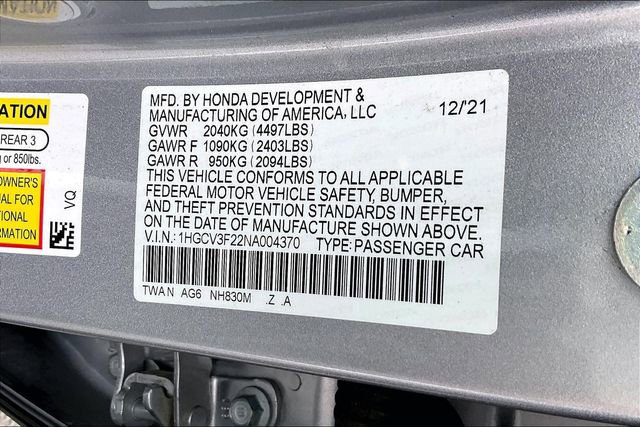 ATION
REAR 3
or 850lbs.
OWNER'S
UAL FOR
TIONAL
RMATION
VQ
MFD. BY HONDA DEVELOPMENT &
MANUFACTURING OF AMERICA, LLC 12/21
GVWR 2040KG (4497LBS)
GAWR F 1090KG (2403LBS)
GAWR R 950KG (2094LBS)
THIS VEHICLE CONFORMS TO ALL APPLICABLE
FEDERAL MOTOR VEHICLE SAFETY, BUMPER,
AND THEFT PREVENTION STANDARDS IN EFFECT
ON THE DATE OF MANUFACTURE SHOWN ABOVE.
V.I.N.: 1HGCV3F22NA004370 TYPE: PASSENGER CAR
TWA N AG6 NH830M .Z .A